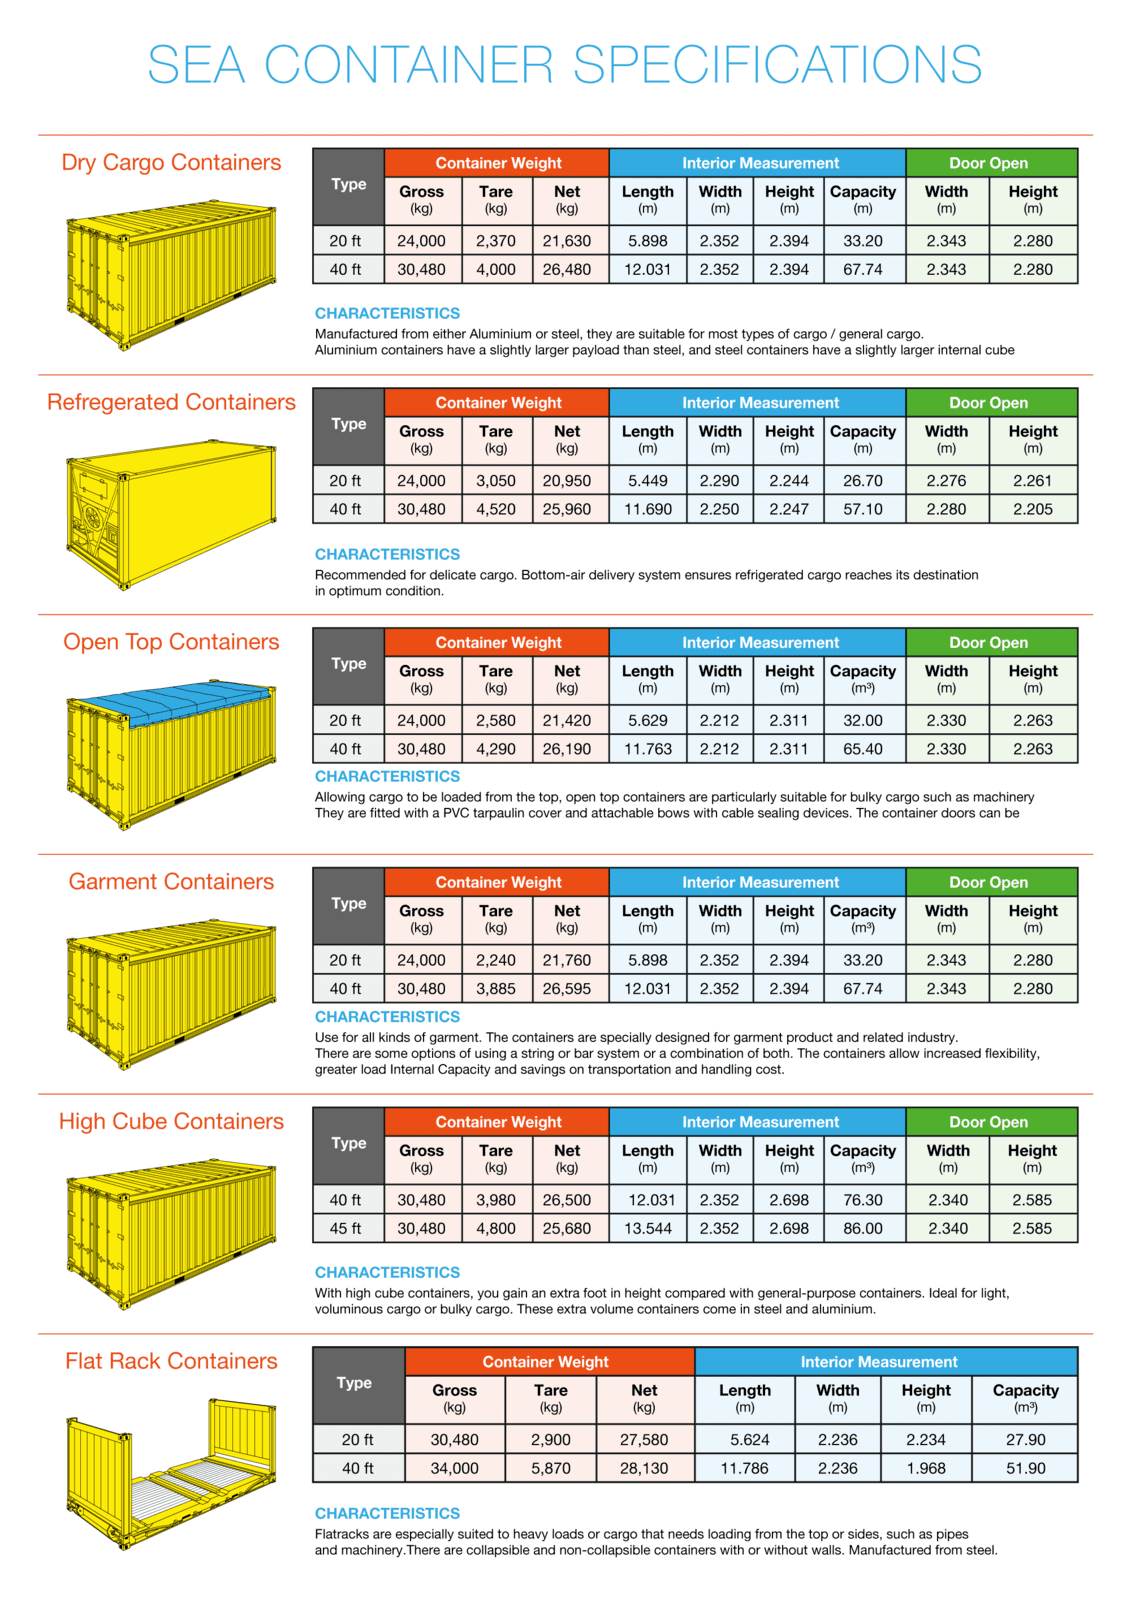 SEA CONTAINER SPECIFICATIONS
Dry Cargo Containers
Type Container Weight Interior Measurement Door Open
Gross Tare Net Length Width Height Capacity Width Height
(kg) (kg) (kg) (m) (m) (m) (m) (m) (m)
20 ft 24,000 2,370 21,630 5.898 2.352 2.394 33.20 2.343 2.280
40 ft 30,480 4,000 26,480 12.031 2.352 2.394 67.74 2.343 2.280
CHARACTERISTICS
Manufactured from either Aluminium or steel, they are suitable for most types of cargo / general cargo.
Aluminium containers have a slightly larger payload than steel, and steel containers have a slightly larger internal cube
Refregerated Containers
Type Container Weight Interior Measurement Door Open
Gross Tare Net Length Width Height Capacity Width Height
(kg) (kg) (kg) (m) (m) (m) (m) (m) (m)
20 ft 24,000 3,050 20,950 5.449 2.290 2.244 26.70 2.276 2.261
40 ft 30,480 4,520 25,960 11.690 2.250 2.247 57.10 2.280 2.205
CHARACTERISTICS
Recommended for delicate cargo. Bottom-air delivery system ensures refrigerated cargo reaches its destination
in optimum condition.
Open Top Containers
Type Container Weight Interior Measurement Door Open
Gross Tare Net Length Width Height Capacity Width Height
(kg) (kg) (kg) (m) (m) (m) (m³) (m) (m)
20 ft 24,000 2,580 21,420 5.629 2.212 2.311 32.00 2.330 2.263
40 ft 30,480 4,290 26,190 11.763 2.212 2.311 65.40 2.330 2.263
CHARACTERISTICS
Allowing cargo to be loaded from the top, open top containers are particularly suitable for bulky cargo such as machinery
They are fitted with a PVC tarpaulin cover and attachable bows with cable sealing devices. The container doors can be
Garment Containers
Type Container Weight Interior Measurement Door Open
Gross Tare Net Length Width Height Capacity Width Height
(kg) (kg) (kg) (m) (m) (m) (m³) (m) (m)
20 ft 24,000 2,240 21,760 5.898 2.352 2.394 33.20 2.343 2.280
40 ft 30,480 3,885 26,595 12.031 2.352 2.394 67.74 2.343 2.280
CHARACTERISTICS
Use for all kinds of garment. The containers are specially designed for garment product and related industry.
There are some options of using a string or bar system or a combination of both. The containers allow increased flexibility,
greater load Internal Capacity and savings on transportation and handling cost.
High Cube Containers
Type Container Weight Interior Measurement Door Open
Gross Tare Net Length Width Height Capacity Width Height
(kg) (kg) (kg) (m) (m) (m) (m³) (m) (m)
40 ft 30,480 3,980 26,500 12.031 2.352 2.698 76.30 2.340 2.585
45 ft 30,480 4,800 25,680 13.544 2.352 2.698 86.00 2.340 2.585
CHARACTERISTICS
With high cube containers, you gain an extra foot in height compared with general-purpose containers. Ideal for light,
voluminous cargo or bulky cargo. These extra volume containers come in steel and aluminium.
Flat Rack Containers
Type Container Weight Interior Measurement
Gross Tare Net Length Width Height Capacity
(kg) (kg) (kg) (m) (m) (m) (m³)
20 ft 30,480 2,900 27,580 5.624 2.236 2.234 27.90
40 ft 34,000 5,870 28,130 11.786 2.236 1.968 51.90
CHARACTERISTICS
Flatracks are especially suited to heavy loads or cargo that needs loading from the top or sides, such as pipes
and machinery.There are collapsible and non-collapsible containers with or without walls. Manufactured from steel.